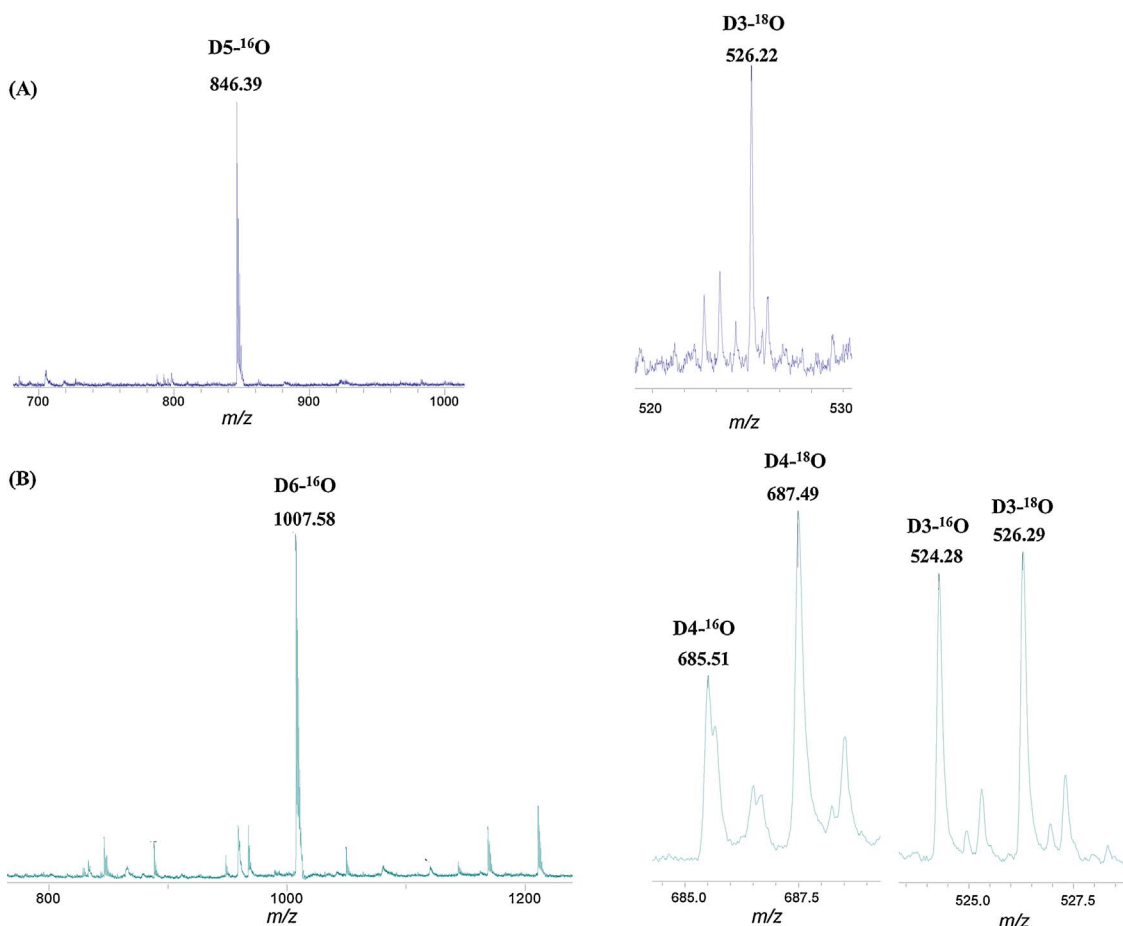 (A)
D5-¹⁶O
846.39
700 800 900 1000
m/z
D3-¹⁸O
526.22
520 530
m/z
(B)
D6-¹⁶O
1007.58
800 1000 1200
m/z
D4-¹⁸O
687.49
D4-¹⁶O
685.51
685.0 687.5
m/z
D3-¹⁶O
524.28
D3-¹⁸O
526.29
525.0 527.5
m/z